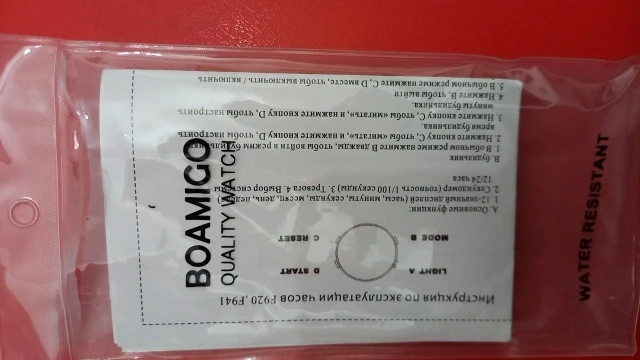 BOAMIGO
QUALITY WATCH
WATER RESISTANT
Инструкция по эксплуатации часов F920, F941
LIGHT A D START
MODE B C RESET
А. Основные функции:
1. 12-значный дисплей (часы, минуты, секунды, месяц, день, неделя)
2. Секундомер (точность 1/100 секунды) 3. Тревога 4. Выбор системы
12/24 часа
В. Будильник
1. В обычном режиме нажмите B дважды, чтобы войти в режим будильника
2. Нажмите кнопку C, чтобы «мигать», и нажмите кнопку D, чтобы настроить
время будильника.
3. Нажмите кнопку C, чтобы «мигать», и нажмите кнопку D, чтобы настроить
минуты будильника.
4. Нажмите B, чтобы выйти
5. В обычном режиме нажмите C, D, вместе, чтобы выключить / включить